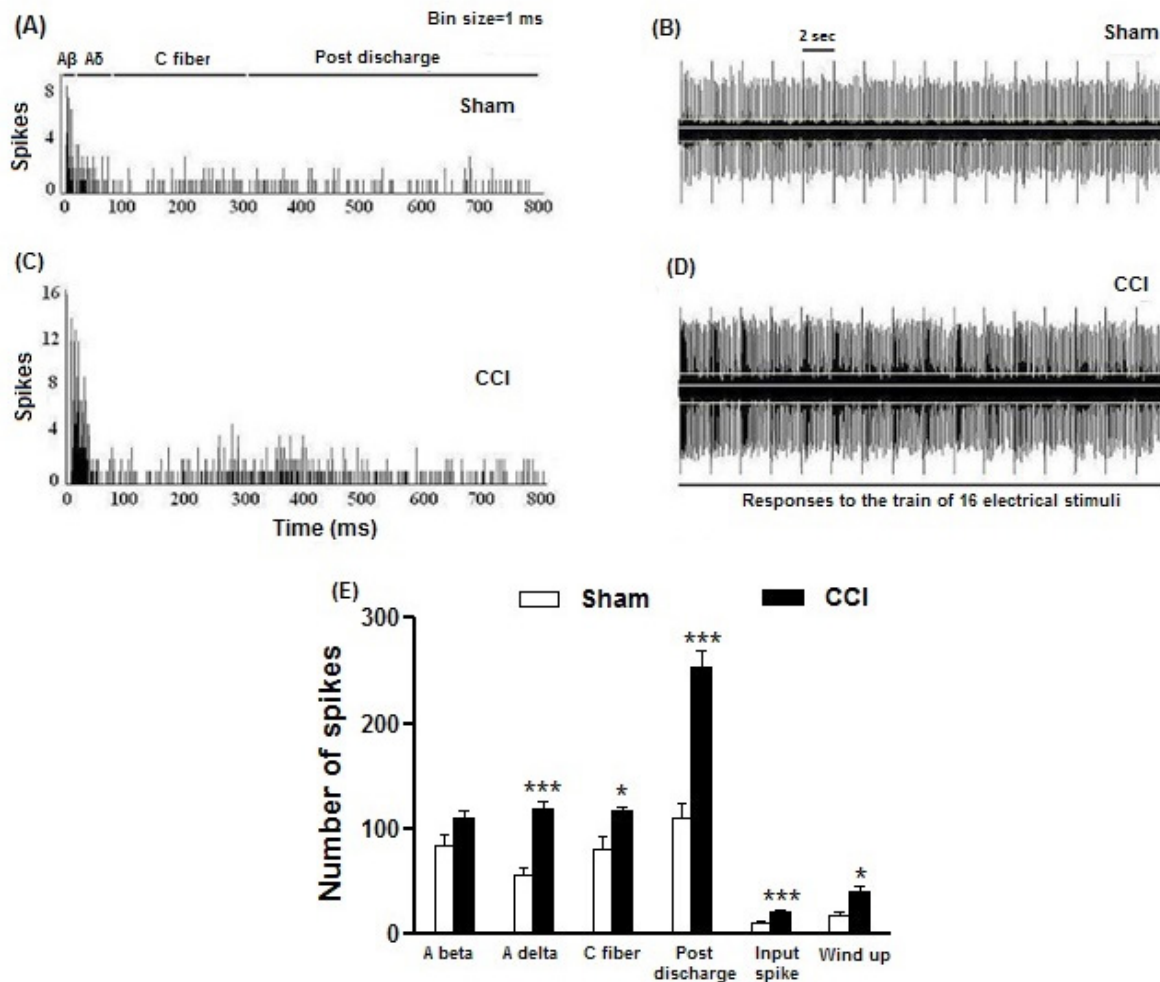 (A)
Bin size=1 ms
Aβ Aδ C fiber Post discharge
Sham
Spikes
8
4
0
0 100 200 300 400 500 600 700 800
(B)
2 sec
Sham
(C)
16
12
8
4
0
Spikes
CCI
0 100 200 300 400 500 600 700 800
Time (ms)
(D)
CCI
Responses to the train of 16 electrical stimuli
(E)
Sham CCI
300
200
100
0
Number of spikes
***
*
***
***
*
A beta A delta C fiber Post discharge Input spike Wind up